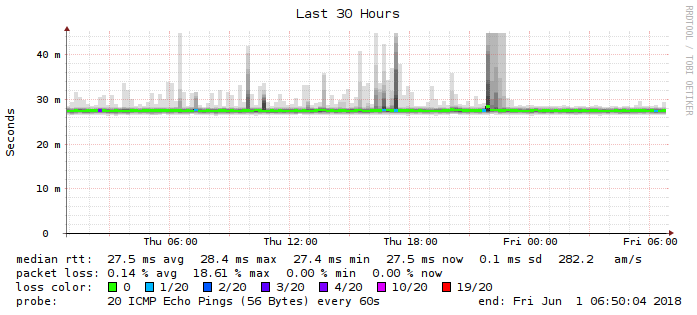 Last 30 Hours
RRDTOOL / TOBI OETIKER
Seconds
40 m
30 m
20 m
10 m
0
Thu 06:00 Thu 12:00 Thu 18:00 Fri 00:00 Fri 06:00
median rtt: 27.5 ms avg 28.4 ms max 27.4 ms min 27.5 ms now 0.1 ms sd 282.2 am/s
packet loss: 0.14 % avg 18.61 % max 0.00 % min 0.00 % now
loss color: 0 1/20 2/20 3/20 4/20 10/20 19/20
probe: 20 ICMP Echo Pings (56 Bytes) every 60s end: Fri Jun 1 06:50:04 2018